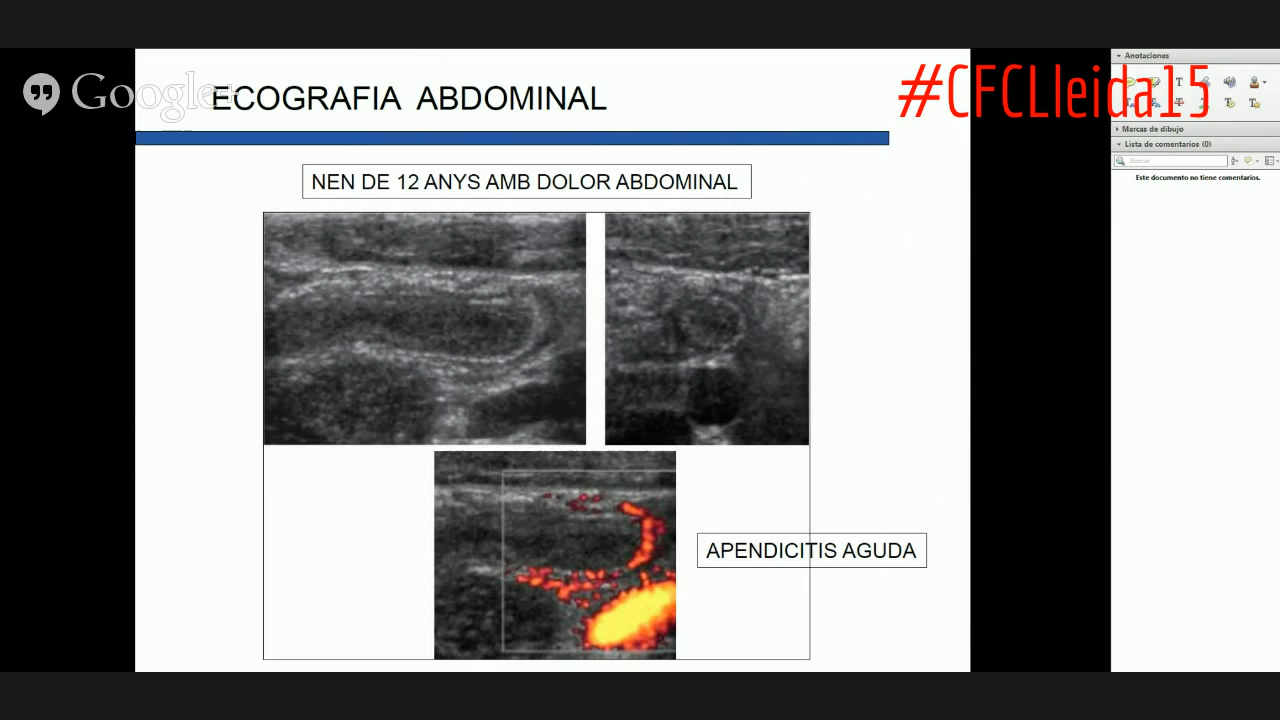 Google+
ECOGRAFIA ABDOMINAL
#CFCLleida15
NEN DE 12 ANYS AMB DOLOR ABDOMINAL
APENDICITIS AGUDA
Anotaciones
Marcas de dibujo
Lista de comentarios (0)
Buscar
Este documento no tiene comentarios.